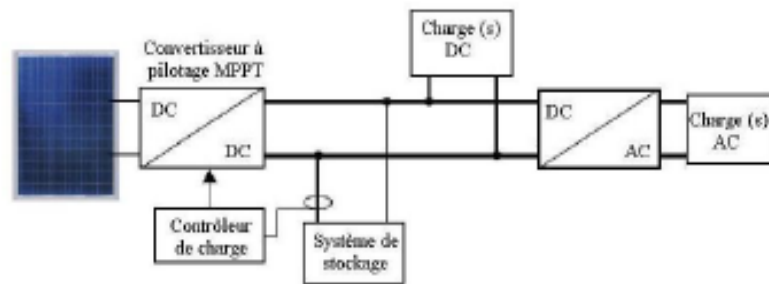 Convertisseur à
pilotage MPPT
DC
DC
Contrôleur
de charge
Système de
stockage
Charge (s)
DC
DC
AC
Charge (s)
AC